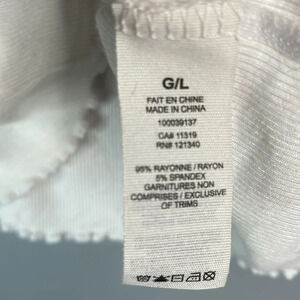 G/L
FAIT EN CHINE
MADE IN CHINA
100039137
CA# 11319
RN# 121340
95% RAYONNE / RAYON
5% SPANDEX
GARNITURES NON
COMPRISES / EXCLUSIVE
OF TRIMS